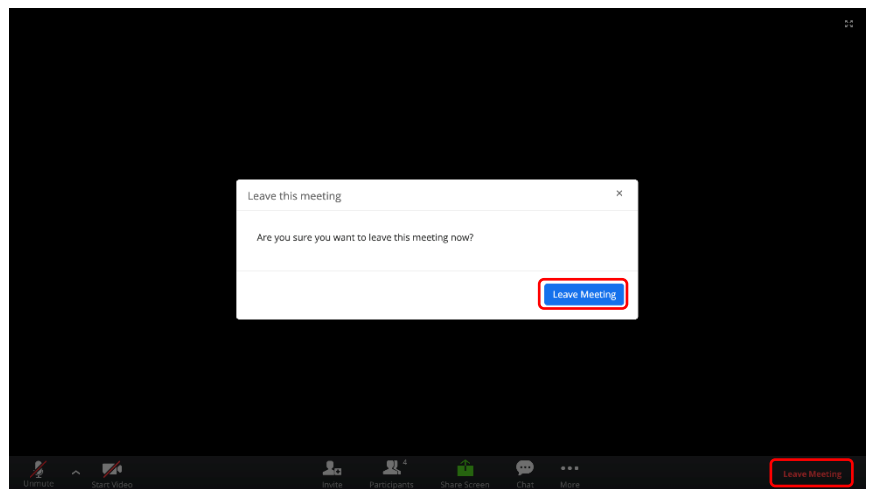 Leave this meeting ×
Are you sure you want to leave this meeting now?
Leave Meeting
4
Unmute Start Video Invite Participants Share Screen Chat More Leave Meeting